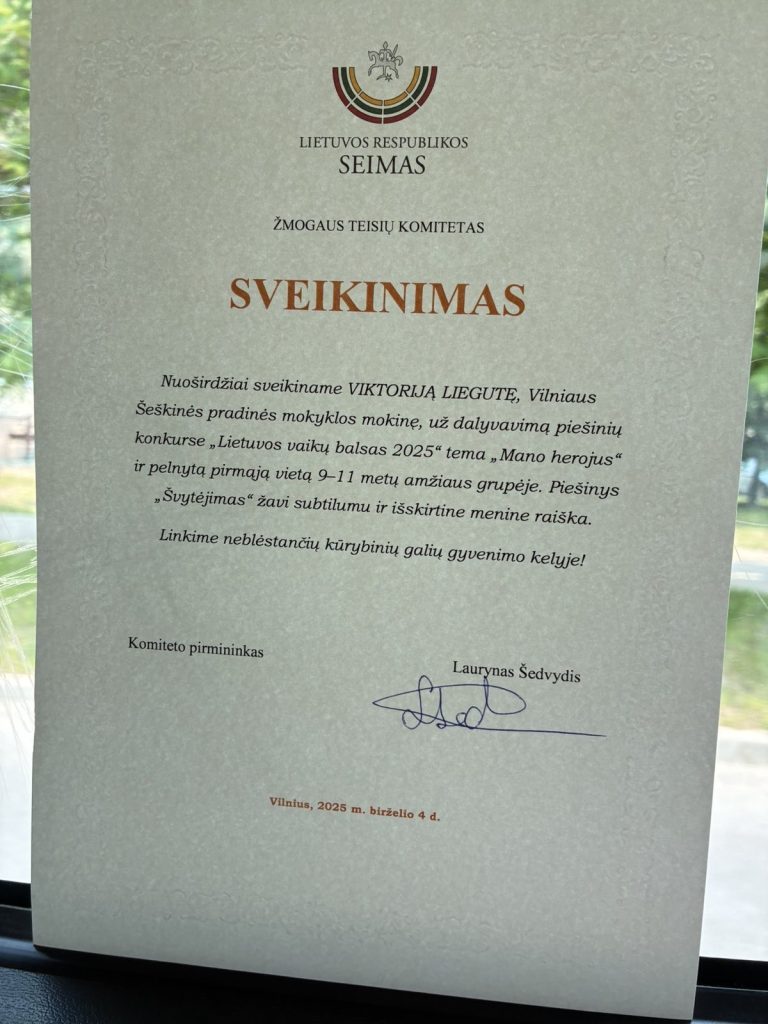 LIETUVOS RESPUBLIKOS
SEIMAS
ŽMOGAUS TEISIŲ KOMITETAS
SVEIKINIMAS
Nuoširdžiai sveikiname VIKTORIJĄ LIEGUTĘ, Vilniaus
Šeškinės pradinės mokyklos mokinę, už dalyvavimą piešinių
konkurse „Lietuvos vaikų balsas 2025“ tema „Mano herojus“
ir pelnytą pirmąją vietą 9–11 metų amžiaus grupėje. Piešinys
„Švytėjimas“ žavi subtilumu ir išskirtine menine raiška.
Linkime neblėstančių kūrybinių galių gyvenimo kelyje!
Komiteto pirmininkas
Laurynas Šedvydis
Vilnius, 2025 m. birželio 4 d.